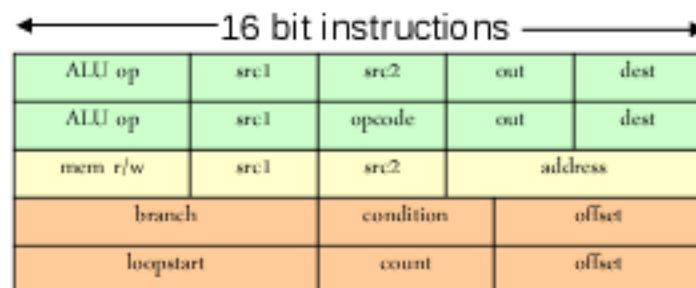 16 bit instructions
ALU op src1 src2 out dest
ALU op src1 opcode out dest
mem r/w src1 src2 address
branch condition offset
loopstart count offset